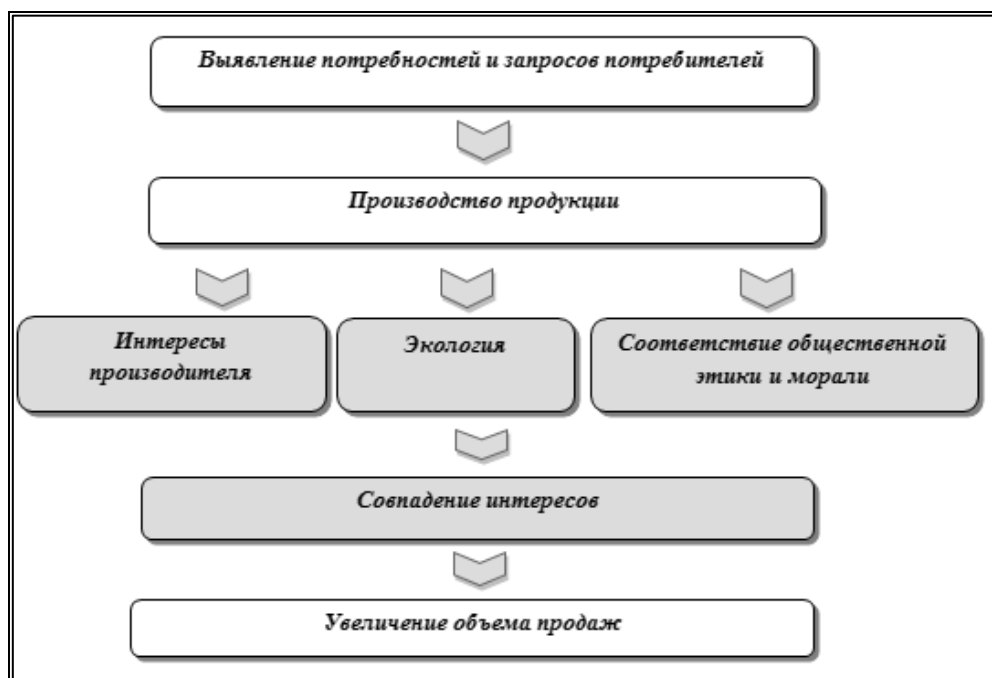 Выявление потребностей и запросов потребителей
Производство продукции
Интересы
производителя
Экология
Соответствие общественной
этики и морали
Совпадение интересов
Увеличение объема продаж